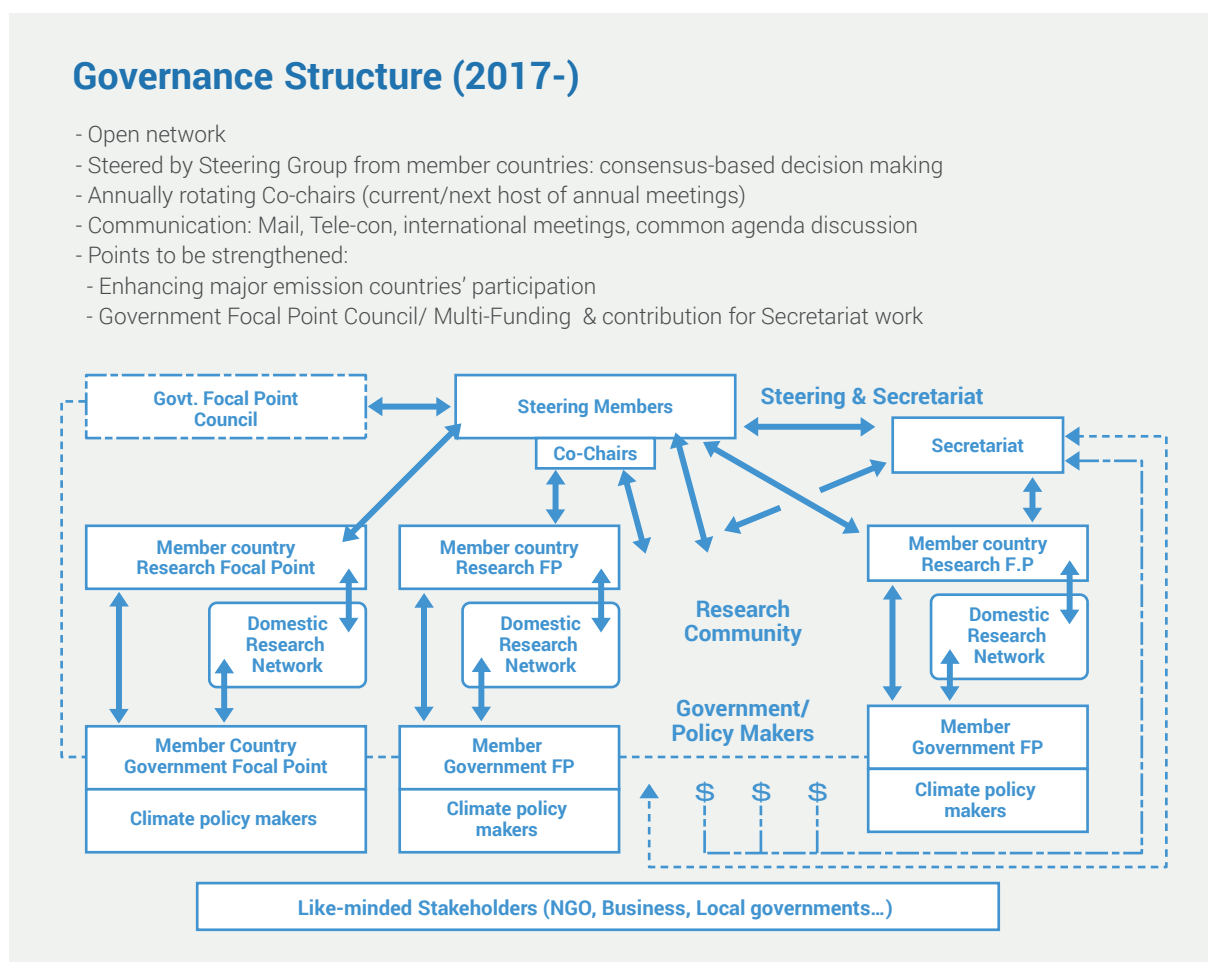 Governance Structure (2017-)
- Open network
- Steered by Steering Group from member countries: consensus-based decision making
- Annually rotating Co-chairs (current/next host of annual meetings)
- Communication: Mail, Tele-con, international meetings, common agenda discussion
- Points to be strengthened:
- Enhancing major emission countries’ participation
- Government Focal Point Council/ Multi-Funding & contribution for Secretariat work
Govt. Focal Point
Council
Steering Members
Steering & Secretariat
Co-Chairs
Secretariat
Member country
Research Focal Point
Member country
Research FP
Member country
Research F.P
Domestic
Research
Network
Domestic
Research
Network
Research
Community
Domestic
Research
Network
Government/
Policy Makers
Member Country
Government Focal Point
Member
Government FP
Member
Government FP
Climate policy makers
Climate policy
makers
$ $ $
Climate policy
makers
Like-minded Stakeholders (NGO, Business, Local governments…)